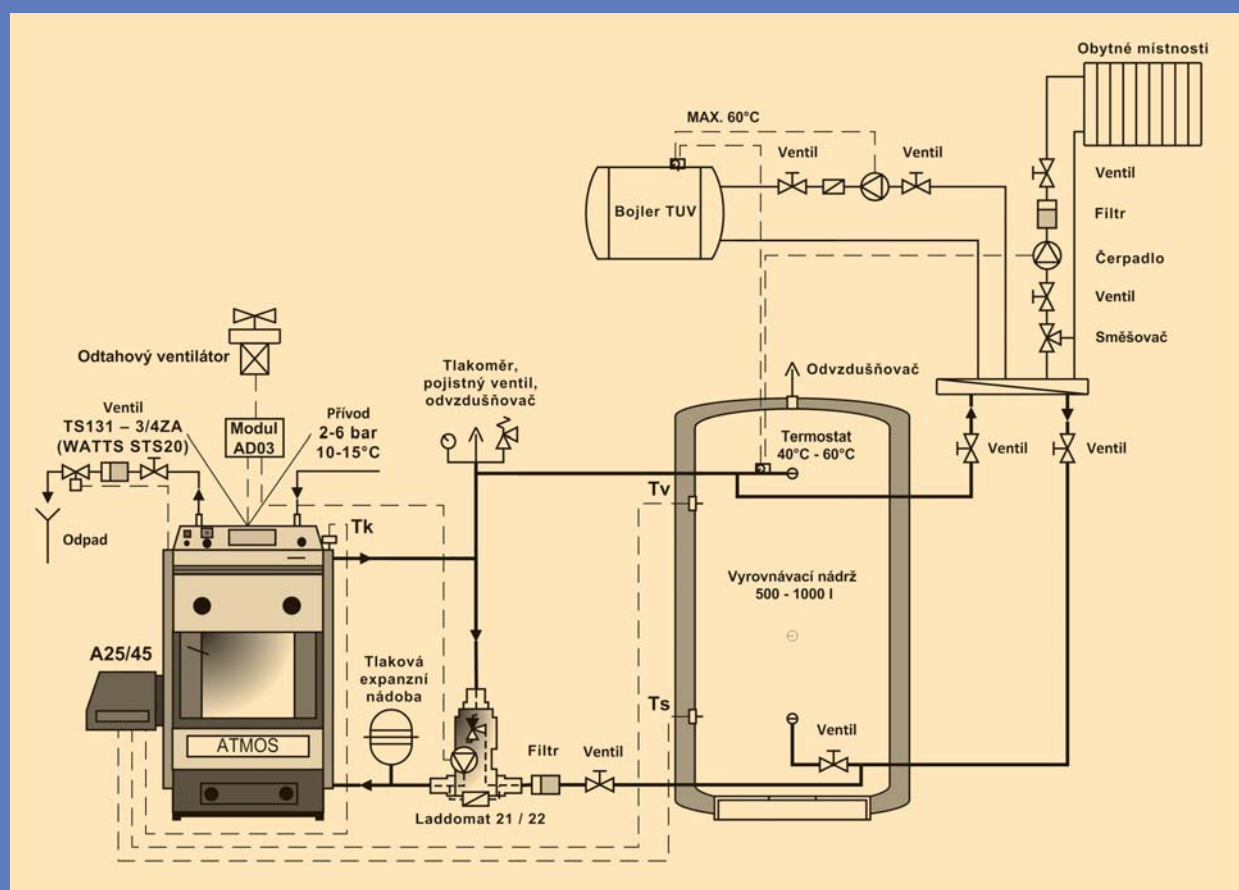 Obytné místnosti
MAX. 60°C
Ventil
Ventil
Bojler TUV
Ventil
Filtr
Čerpadlo
Ventil
Směšovač
Odtahový ventilátor
Tlakoměr,
pojistný ventil,
odvzdušňovač
Odvzdušňovač
Ventil
TS131 – 3/4ZA
(WATTS STS20)
Modul
AD03
Přívod
2-6 bar
10-15°C
Termostat
40°C - 60°C
Ventil
Ventil
Tv
Tk
Odpad
Vyrovnávací nádrž
500 - 1000 l
A25/45
Tlaková
expanzní
nádoba
Ts
Ventil
ATMOS
Filtr
Ventil
Laddomat 21 / 22